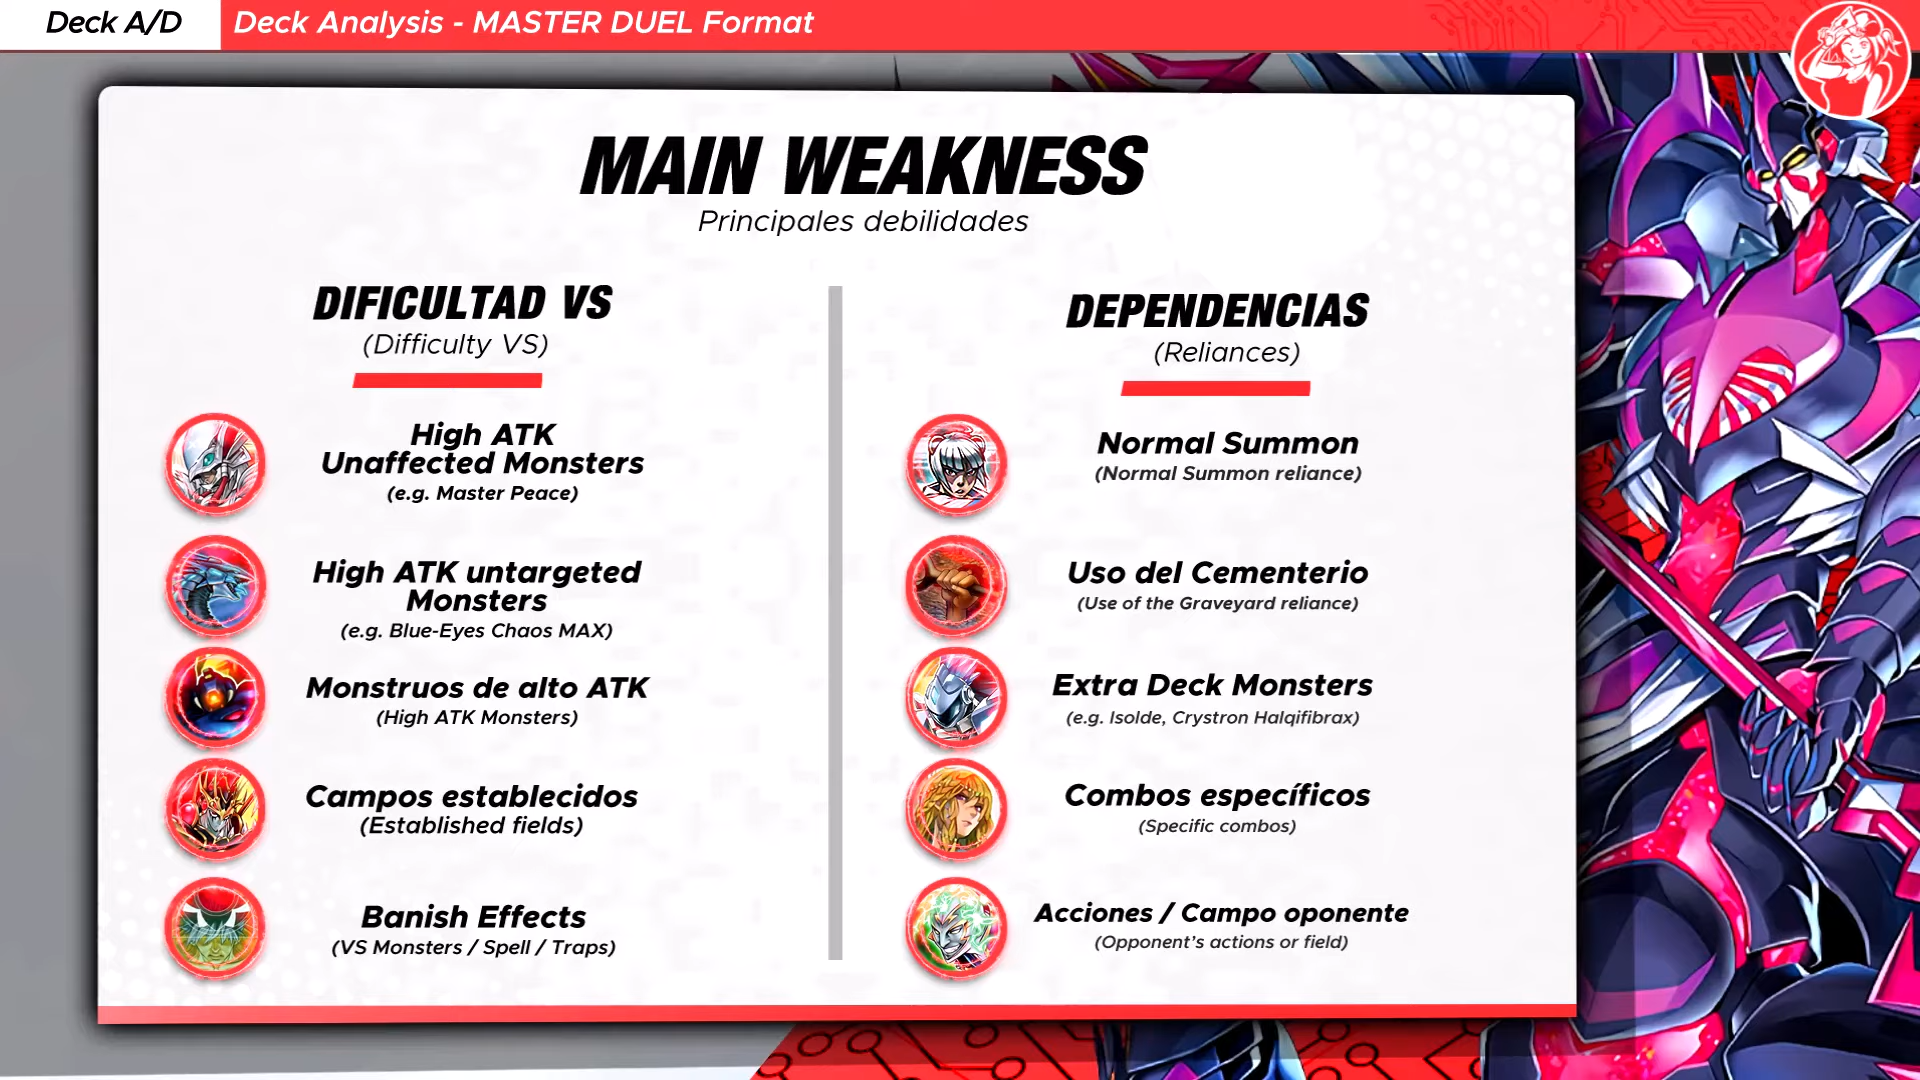 Deck A/D
Deck Analysis - MASTER DUEL Format
MAIN WEAKNESS
Principales debilidades
DIFICULTAD VS
(Difficulty VS)
High ATK
Unaffected Monsters
(e.g. Master Peace)
High ATK untargeted
Monsters
(e.g. Blue-Eyes Chaos MAX)
Monstruos de alto ATK
(High ATK Monsters)
Campos establecidos
(Established fields)
Banish Effects
(VS Monsters / Spell / Traps)
DEPENDENCIAS
(Reliances)
Normal Summon
(Normal Summon reliance)
Uso del Cementerio
(Use of the Graveyard reliance)
Extra Deck Monsters
(e.g. Isolde, Crystron Halqifibrax)
Combos específicos
(Specific combos)
Acciones / Campo oponente
(Opponent's actions or field)